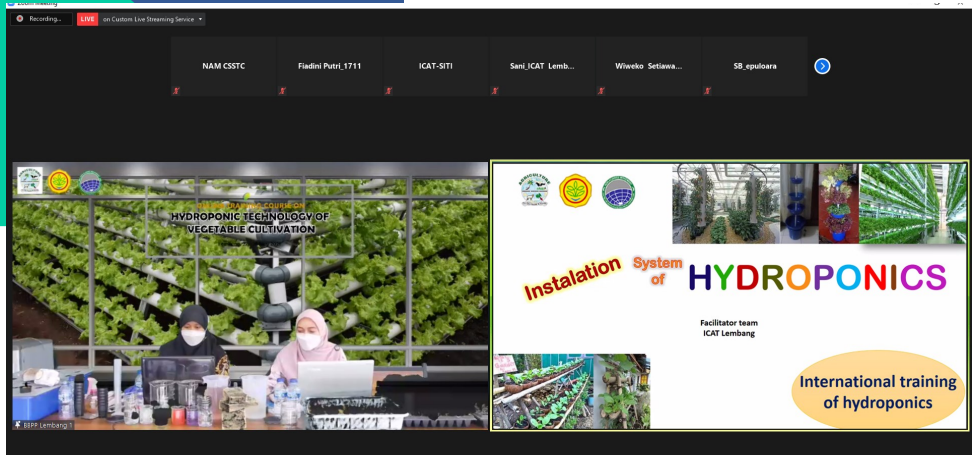 Zoom Meeting
Recording...
LIVE on Custom Live Streaming Service
NAM CSSTC
Fiadini Putri_1711
ICAT-SITI
Sani_ICAT Lemb...
Wiweko Setiawa...
SB_epuloara
HYDROPONIC TECHNOLOGY OF
VEGETABLE CULTIVATION
BBPP Lembang 1
AGRICULTURE
Instalation System of HYDROPONICS
Facilitator team
ICAT Lembang
International training
of hydroponics